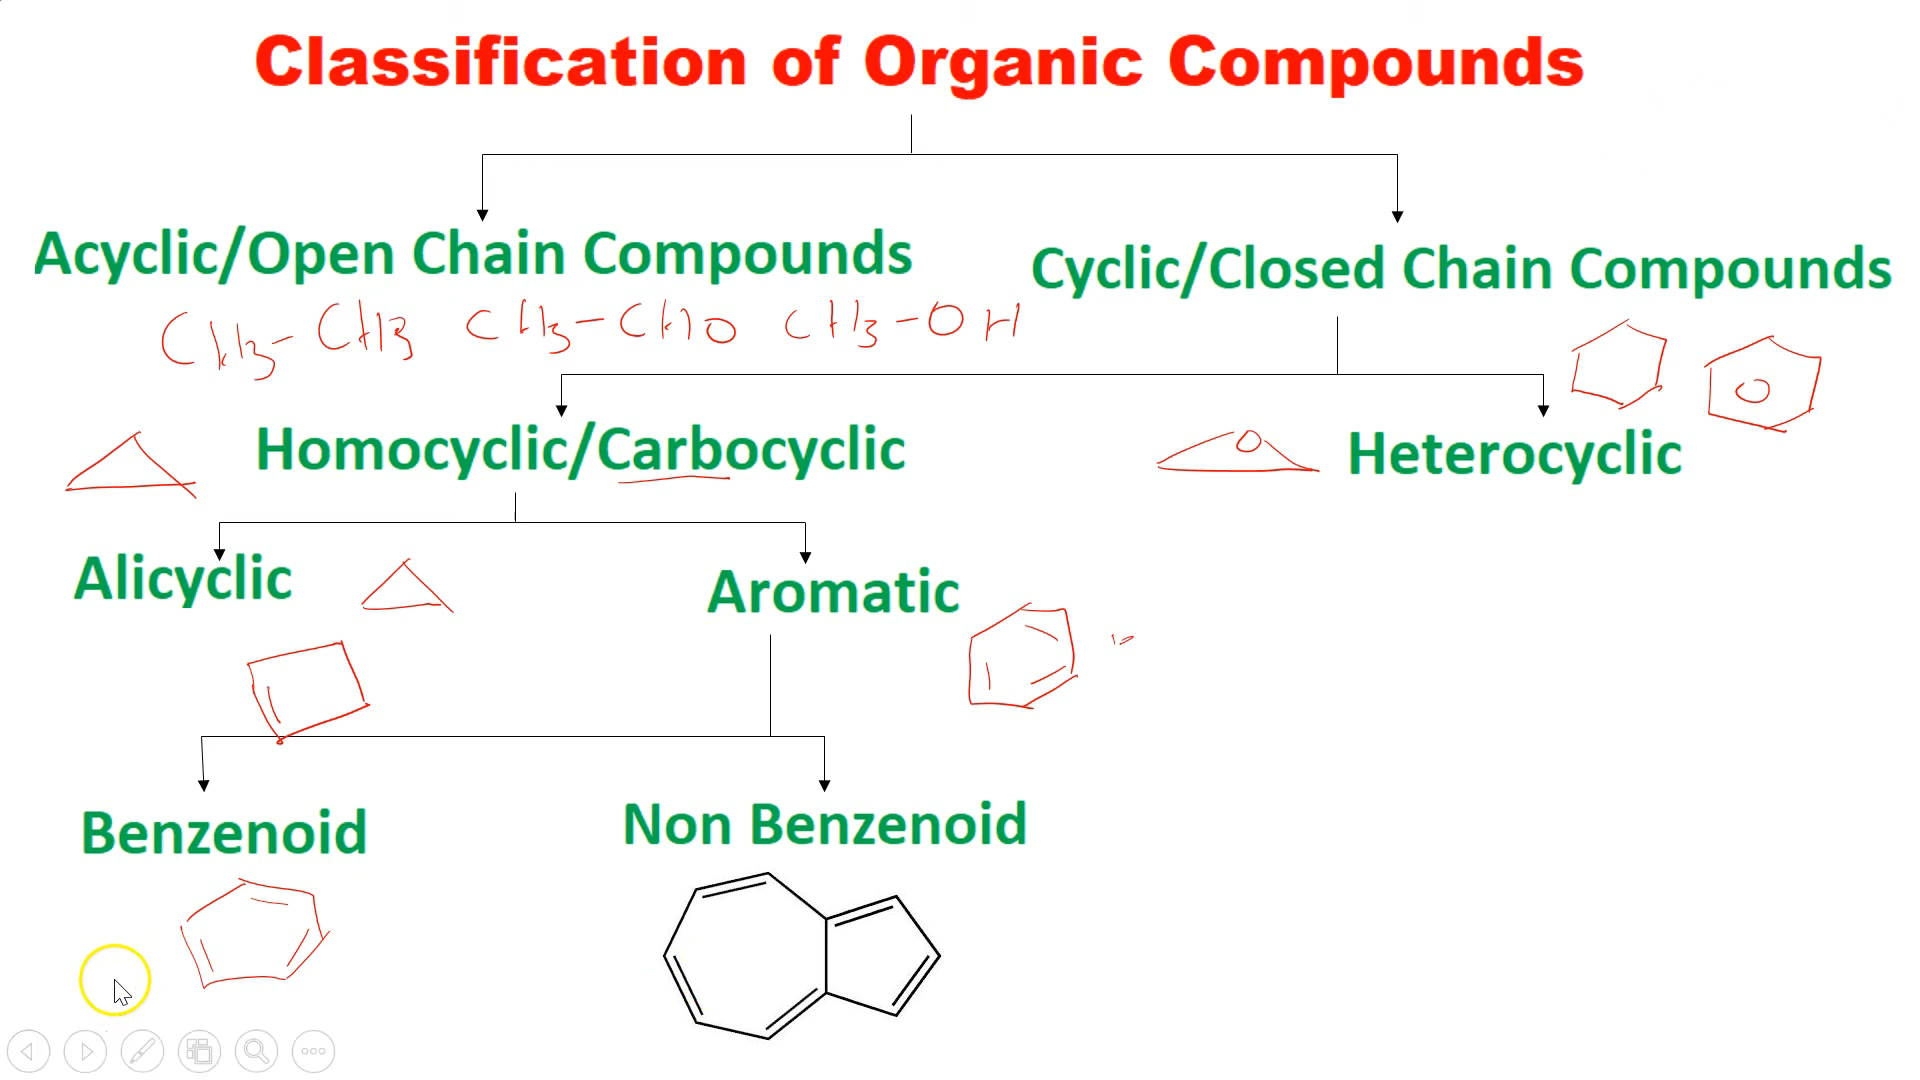 Classification of Organic Compounds
Acyclic/Open Chain Compounds
Cyclic/Closed Chain Compounds
CH3-CH3 CH3-CHO CH3-OH
Homocyclic/Carbocyclic
O
Heterocyclic
Alicyclic
Aromatic
Benzenoid
Non Benzenoid